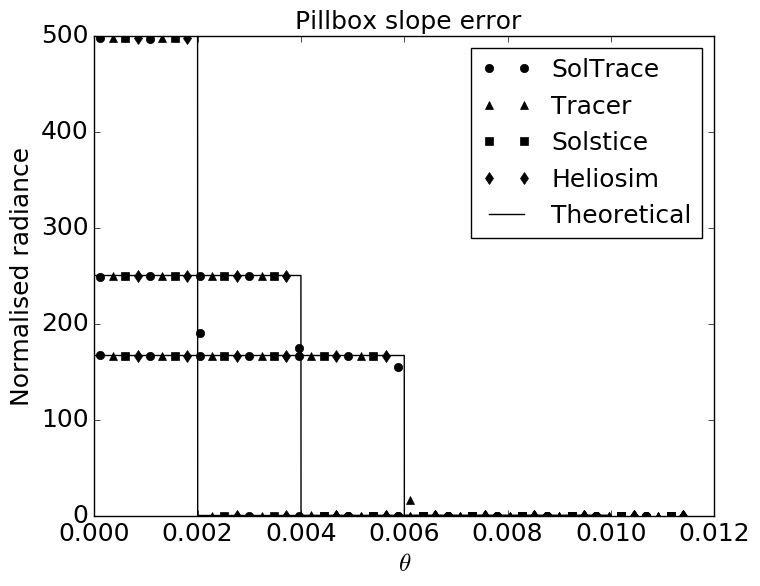 Pillbox slope error
Normalised radiance
500
400
300
200
100
0
SolTrace
Tracer
Solstice
Heliosim
Theoretical
0.000 0.002 0.004 0.006 0.008 0.010 0.012
θ